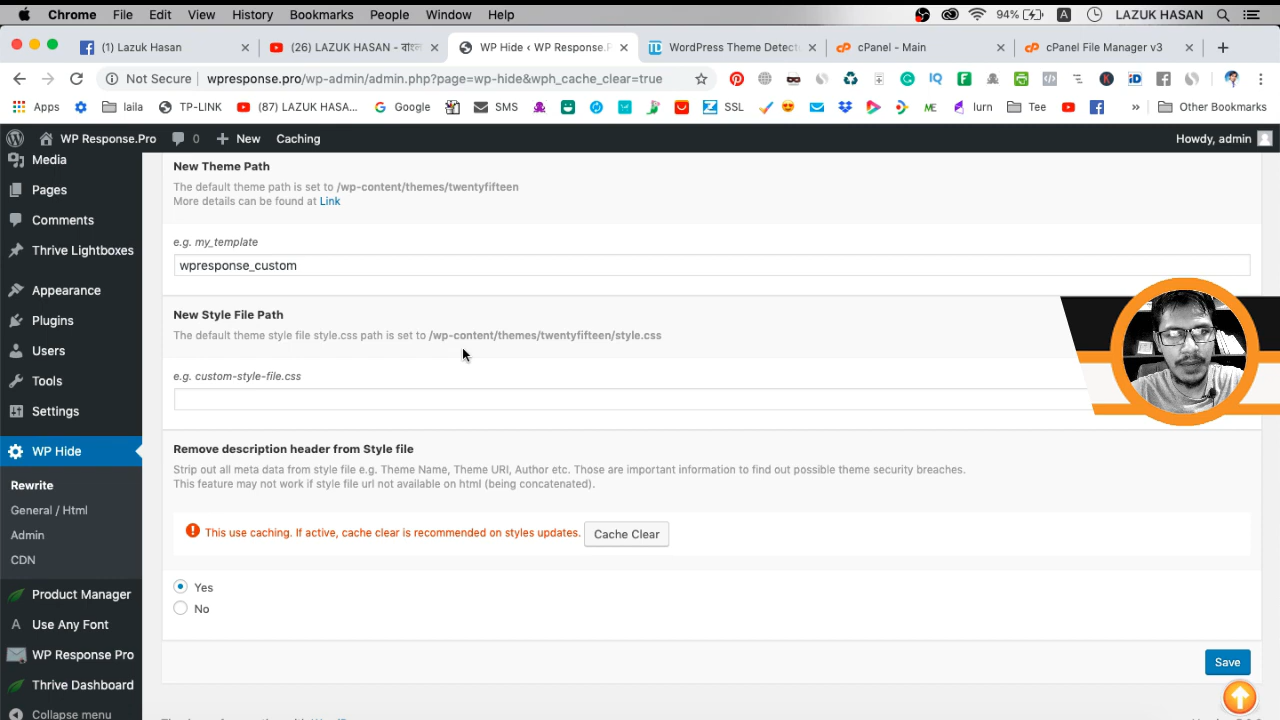 Chrome File Edit View History Bookmarks People Window Help 94% A LAZUK HASAN
(1) Lazuk Hasan
(26) LAZUK HASAN - বাংলে
WP Hide ‹ WP Response.P
WordPress Theme Detect
cPanel - Main
cPanel File Manager v3
Not Secure wpresponse.pro/wp-admin/admin.php?page=wp-hide&wph_cache_clear=true
Apps laila TP-LINK (87) LAZUK HASA... Google SMS SSL ME lurn Tee » Other Bookmarks
WP Response.Pro 0 New Caching Howdy, admin
Media
Pages
Comments
Thrive Lightboxes
Appearance
Plugins
Users
Tools
Settings
WP Hide
Rewrite
General / Html
Admin
CDN
Product Manager
Use Any Font
WP Response Pro
Thrive Dashboard
Collapse menu
New Theme Path
The default theme path is set to /wp-content/themes/twentyfifteen
More details can be found at Link
e.g. my_template
wpresponse_custom
New Style File Path
The default theme style file style.css path is set to /wp-content/themes/twentyfifteen/style.css
e.g. custom-style-file.css
Remove description header from Style file
Strip out all meta data from style file e.g. Theme Name, Theme URI, Author etc. Those are important information to find out possible theme security breaches.
This feature may not work if style file url not available on html (being concatenated).
This use caching. If active, cache clear is recommended on styles updates. Cache Clear
Yes
No
Save